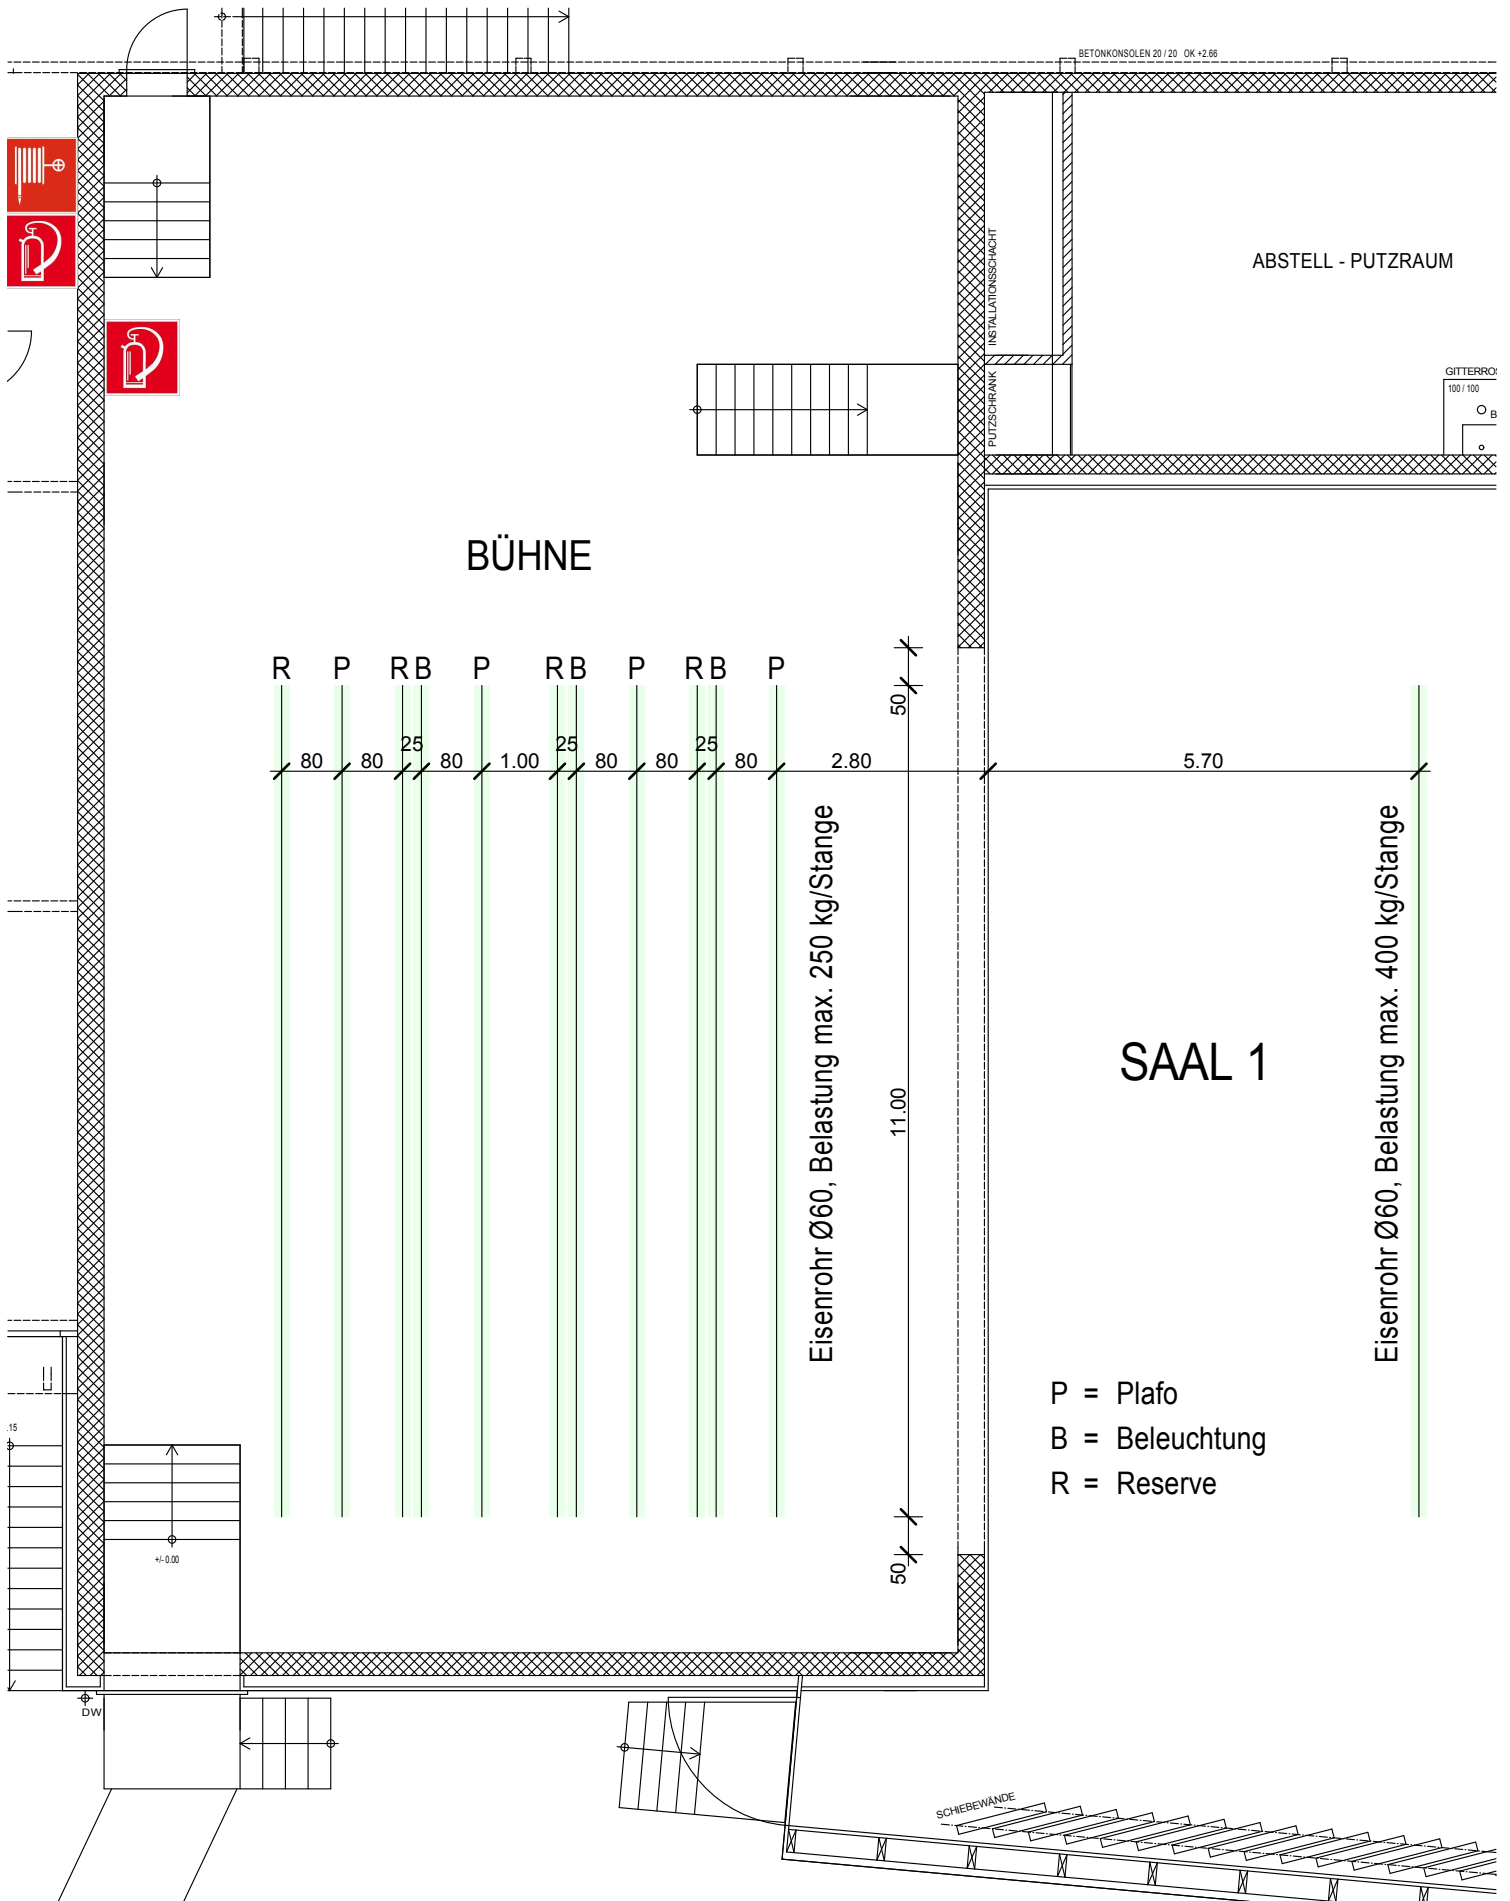 BETONKONSOLEN 20 / 20 OK +2.66
INSTALLATIONSSCHACHT
ABSTELL - PUTZRAUM
PUTZSCHRANK
GITTERROS
100 / 100
B
BÜHNE
R P R B P R B P R B P
50
25 25 25
80 80 80 1.00 80 80 80 2.80 5.70
Eisenrohr Ø60, Belastung max. 250 kg/Stange
Eisenrohr Ø60, Belastung max. 400 kg/Stange
SAAL 1
11.00
P = Plafo
B = Beleuchtung
R = Reserve
.15
+/- 0.00
50
DW
SCHIEBEWÄNDE